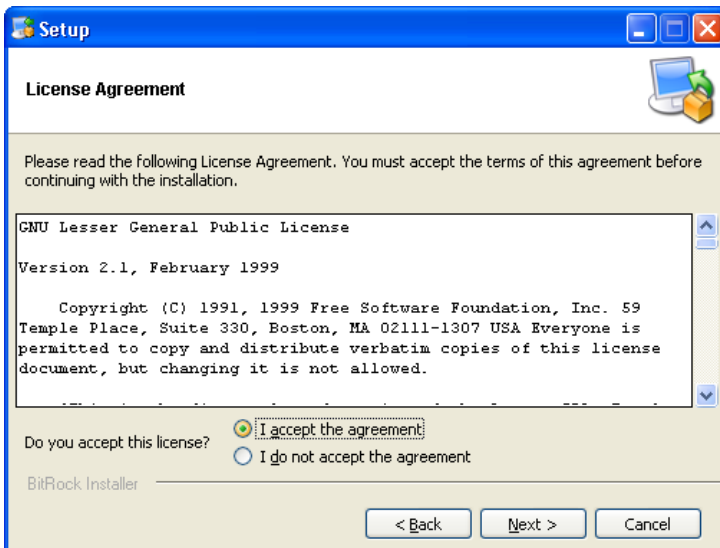 Setup
License Agreement
Please read the following License Agreement. You must accept the terms of this agreement before
continuing with the installation.
GNU Lesser General Public License
Version 2.1, February 1999
Copyright (C) 1991, 1999 Free Software Foundation, Inc. 59
Temple Place, Suite 330, Boston, MA 02111-1307 USA Everyone is
permitted to copy and distribute verbatim copies of this license
document, but changing it is not allowed.
Do you accept this license?
I accept the agreement
I do not accept the agreement
BitRock Installer
< Back
Next >
Cancel